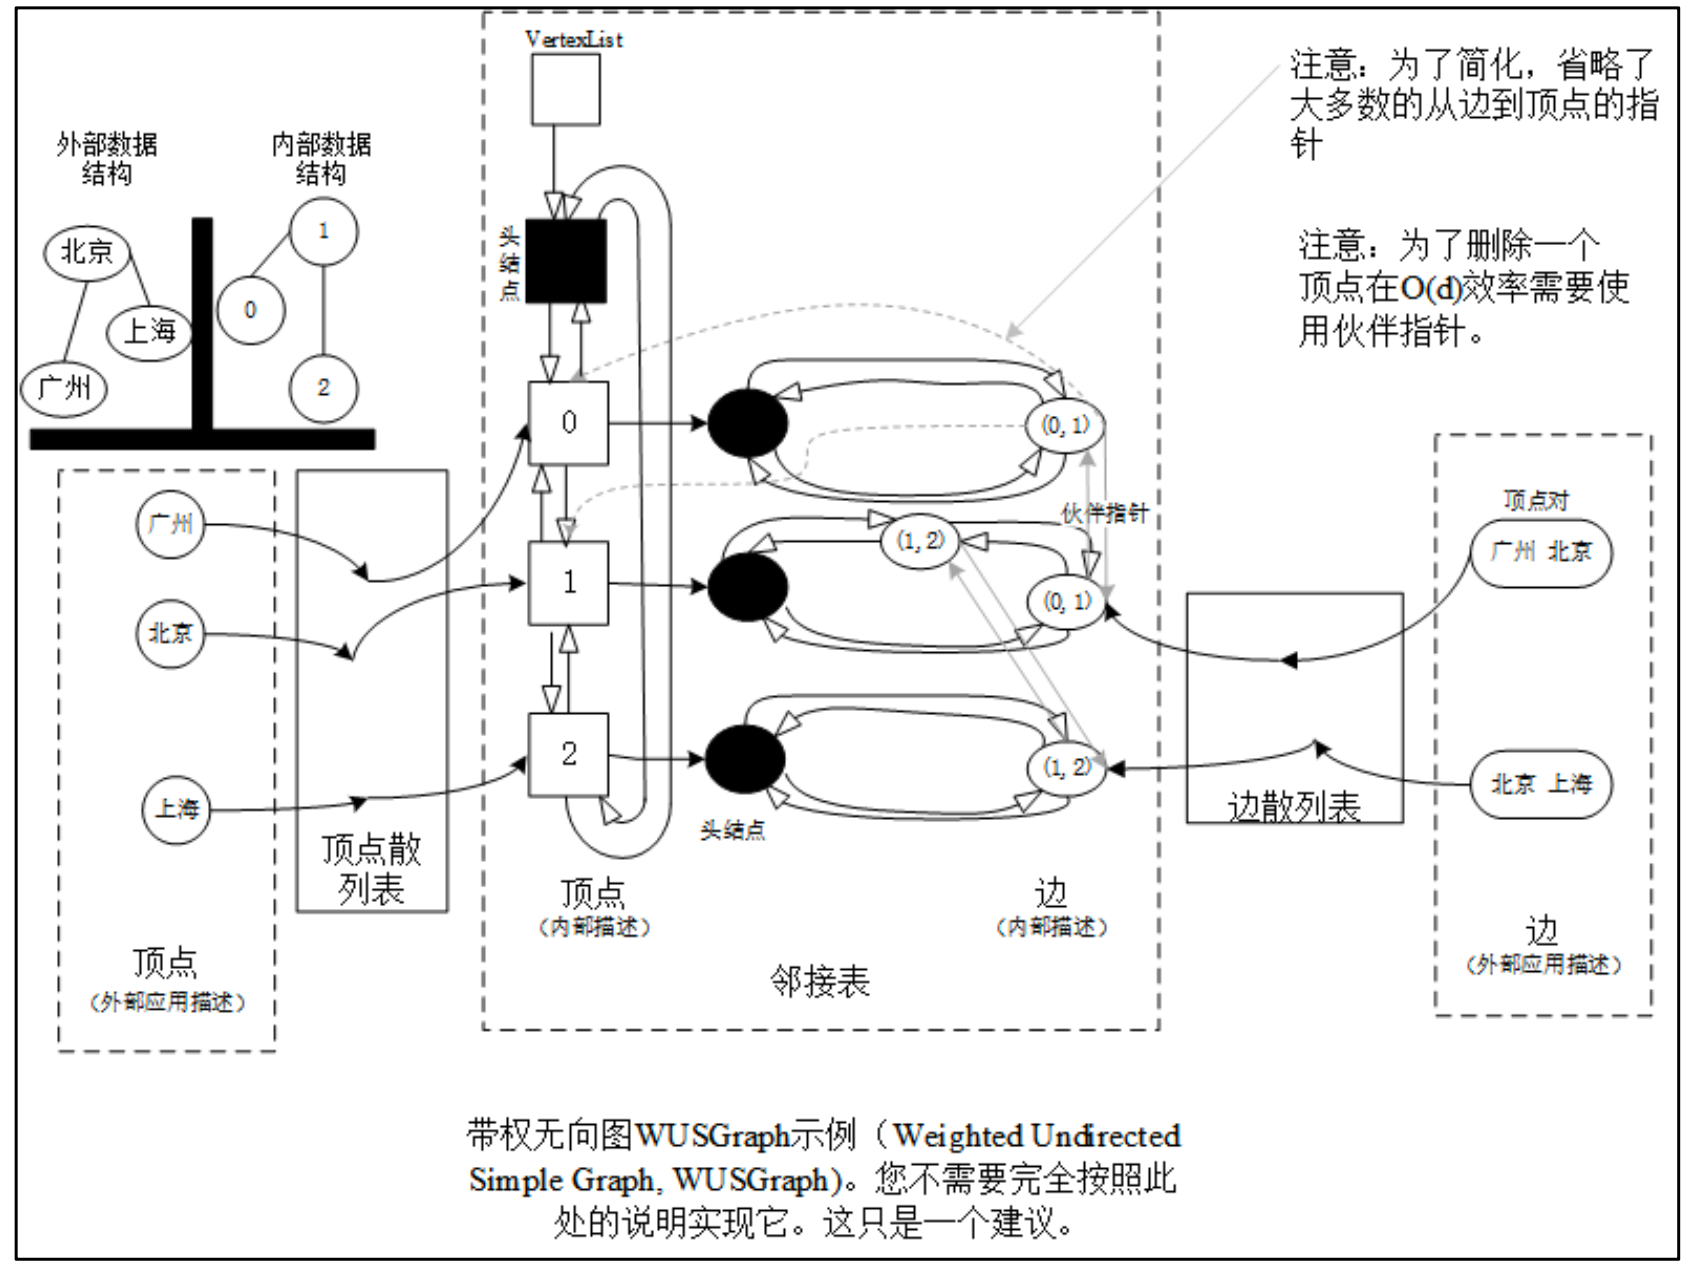 VertexList
注意：为了简化，省略了
大多数的从边到顶点的指
针
外部数据
结构
内部数据
结构
北京
上海
广州
1
0
2
头
结
点
注意：为了删除一个
顶点在O(d)效率需要使
用伙伴指针。
0
(0, 1)
伙伴指针
1
(1, 2)
(0, 1)
2
(1, 2)
头结点
广州
北京
上海
顶点散
列表
顶点对
广州 北京
北京 上海
边散列表
顶点
（内部描述）
边
（内部描述）
顶点
（外部应用描述）
边
（外部应用描述）
邻接表
带权无向图WUSGraph示例（Weighted Undirected
Simple Graph, WUSGraph)。您不需要完全按照此
处的说明实现它。这只是一个建议。